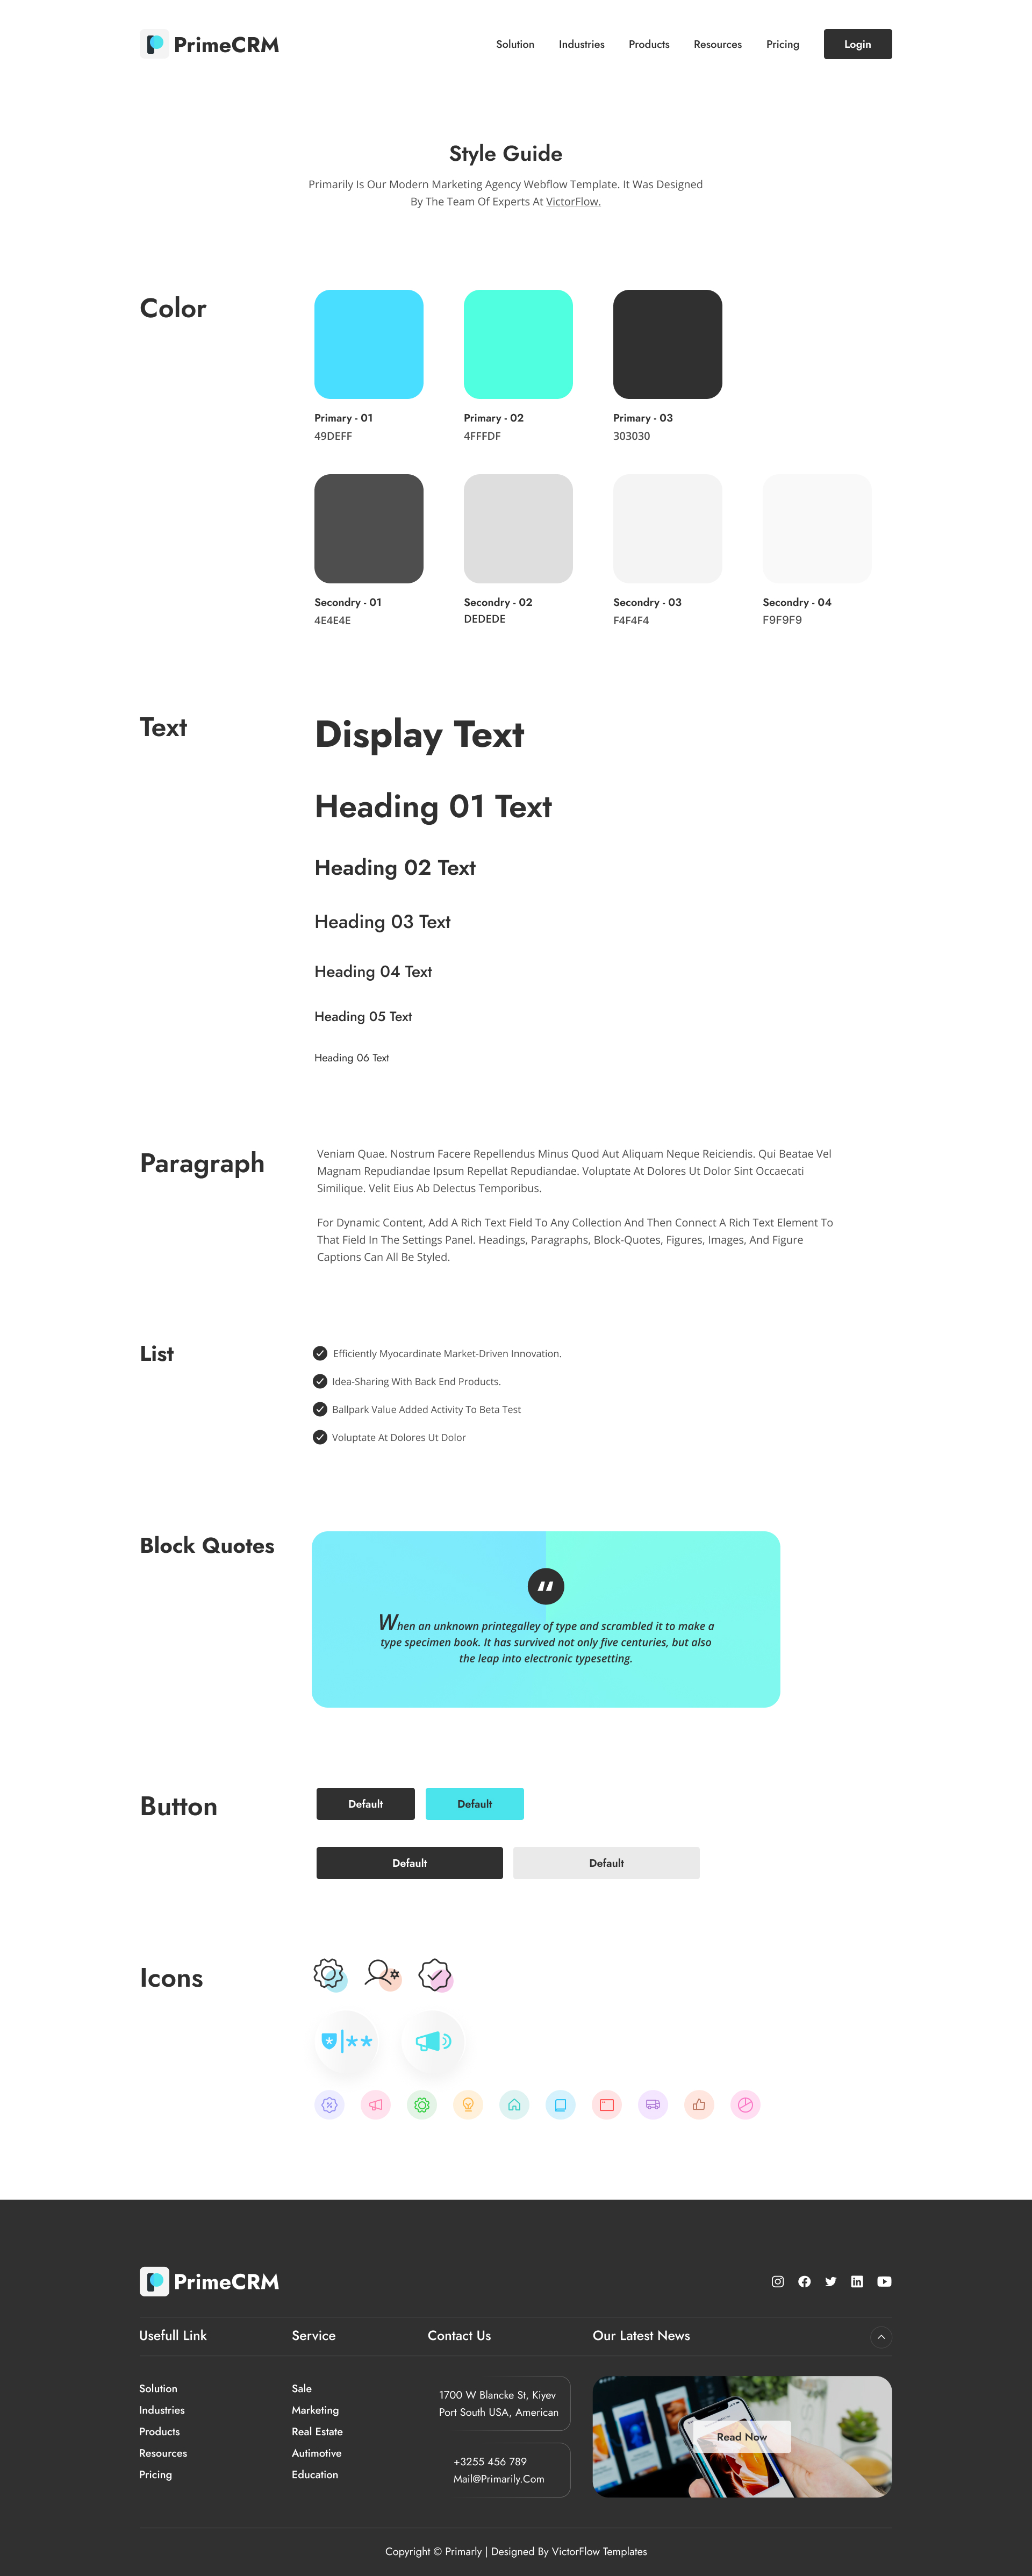 PrimeCRM
Solution
Industries
Products
Resources
Pricing
Login
Style Guide
Primarily Is Our Modern Marketing Agency Webflow Template. It Was Designed
By The Team Of Experts At VictorFlow.
Color
Primary - 01
49DEFF
Primary - 02
4FFFDF
Primary - 03
303030
Secondry - 01
4E4E4E
Secondry - 02
DEDEDE
Secondry - 03
F4F4F4
Secondry - 04
F9F9F9
Text
Display Text
Heading 01 Text
Heading 02 Text
Heading 03 Text
Heading 04 Text
Heading 05 Text
Heading 06 Text
Paragraph
Veniam Quae. Nostrum Facere Repellendus Minus Quod Aut Aliquam Neque Reiciendis. Qui Beatae Vel
Magnam Repudiandae Ipsum Repellat Repudiandae. Voluptate At Dolores Ut Dolor Sint Occaecati
Similique. Velit Eius Ab Delectus Temporibus.
For Dynamic Content, Add A Rich Text Field To Any Collection And Then Connect A Rich Text Element To
That Field In The Settings Panel. Headings, Paragraphs, Block-Quotes, Figures, Images, And Figure
Captions Can All Be Styled.
List
Efficiently Myocardinate Market-Driven Innovation.
Idea-Sharing With Back End Products.
Ballpark Value Added Activity To Beta Test
Voluptate At Dolores Ut Dolor
Block Quotes
When an unknown printegalley of type and scrambled it to make a
type specimen book. It has survived not only five centuries, but also
the leap into electronic typesetting.
Button
Default
Default
Default
Default
Icons
PrimeCRM
Usefull Link
Service
Contact Us
Our Latest News
Solution
Industries
Products
Resources
Pricing
Sale
Marketing
Real Estate
Autimotive
Education
1700 W Blancke St, Kiyev
Port South USA, American
+3255 456 789
Mail@Primarily.Com
Read Now
Copyright © Primarly | Designed By VictorFlow Templates